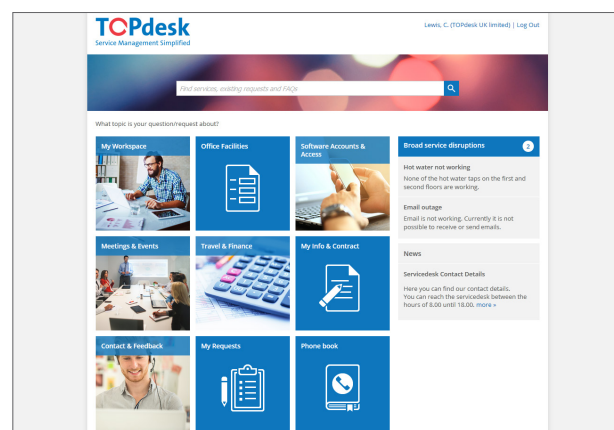 TOPdesk
Service Management Simplified
Lewis, C. (TOPdesk UK limited) | Log Out
Find services, existing requests and FAQs
What topic is your question/request about?
My Workspace
Office Facilities
Software Accounts &
Access
Broad service disruptions 2
Hot water not working
None of the hot water taps on the first and
second floors are working.
Email outage
Email is not working. Currently it is not
possible to receive or send emails.
Meetings & Events
Travel & Finance
My Info & Contract
News
Servicedesk Contact Details
Here you can find our contact details.
You can reach the servicedesk between the
hours of 8.00 until 18.00. more »
Contact & Feedback
My Requests
Phone book